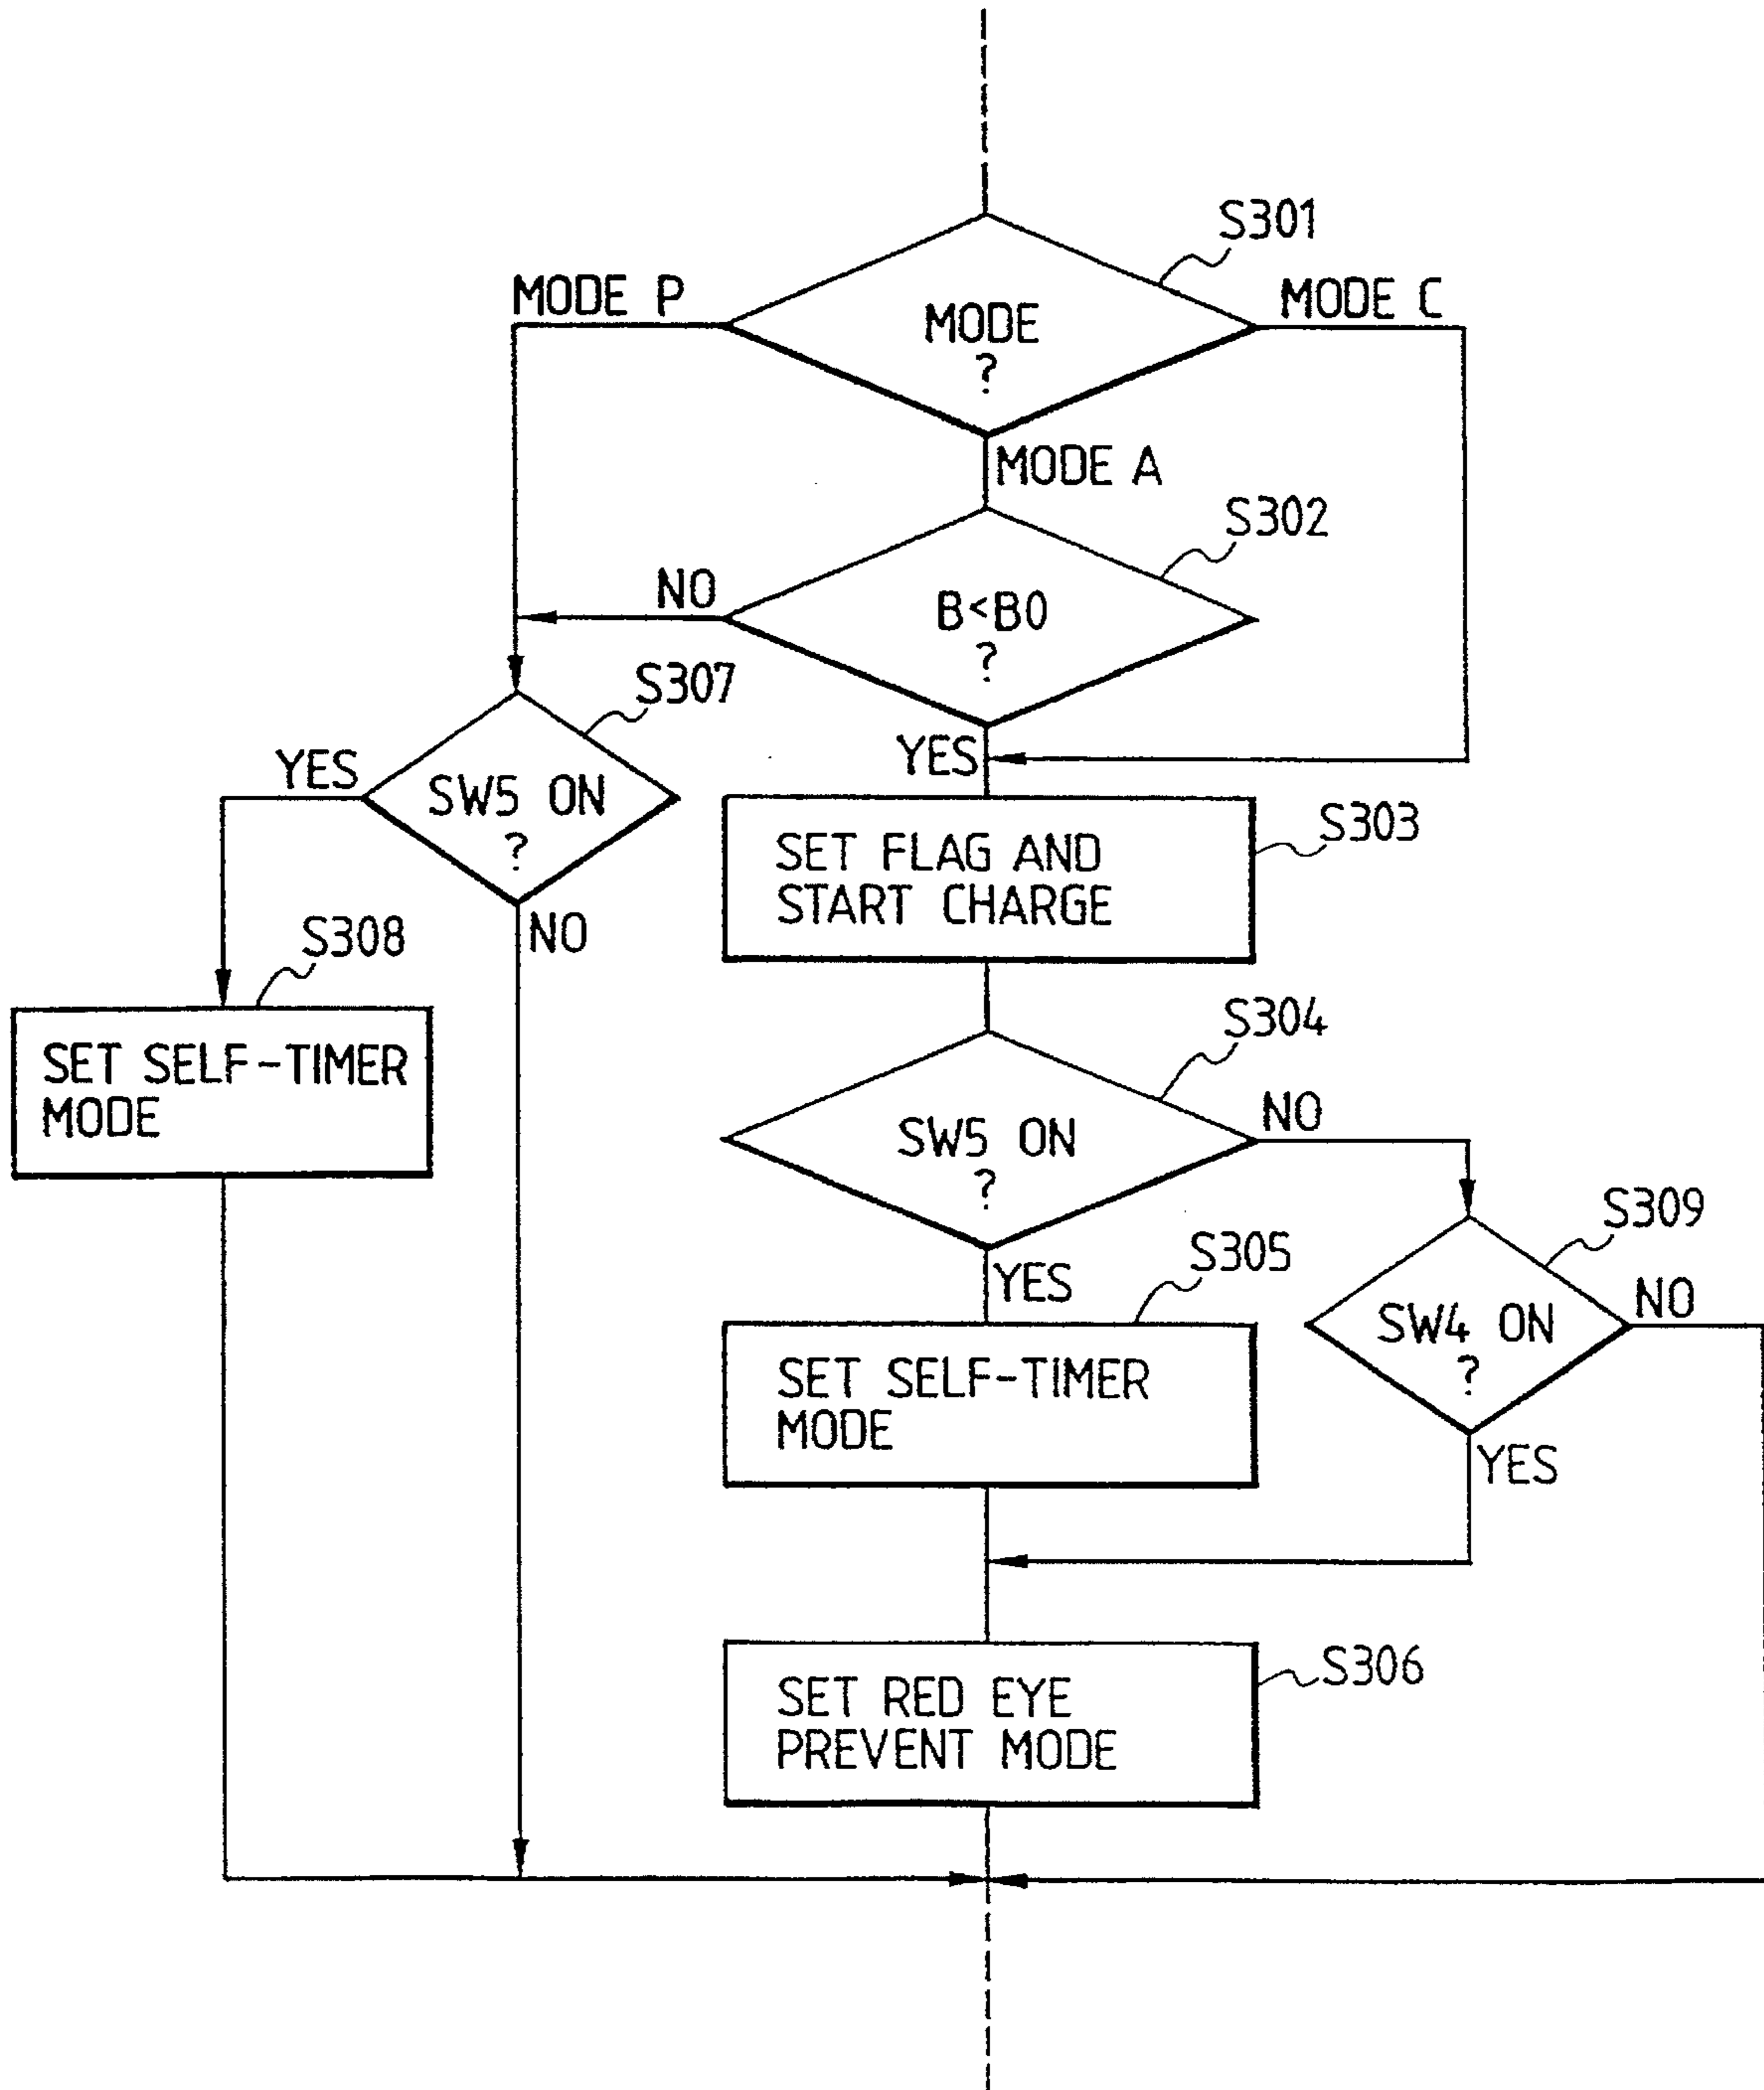 S301
MODE P
MODE
?
MODE C
MODE A
S302
NO
B<B0
?
S307
YES
YES
SW5 ON
?
S303
SET FLAG AND
START CHARGE
NO
S308
S304
SET SELF-TIMER
MODE
SW5 ON
?
NO
S309
YES
S305
SW4 ON
?
NO
SET SELF-TIMER
MODE
YES
S306
SET RED EYE
PREVENT MODE